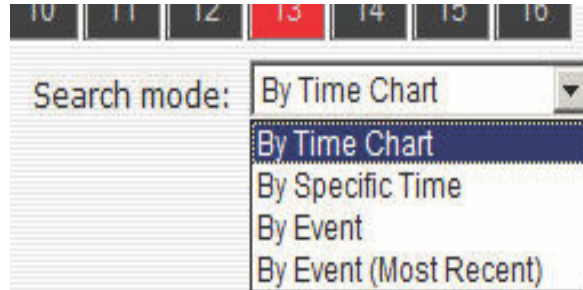 10 11 12 13 14 15 16
Search mode: By Time Chart
By Time Chart
By Specific Time
By Event
By Event (Most Recent)